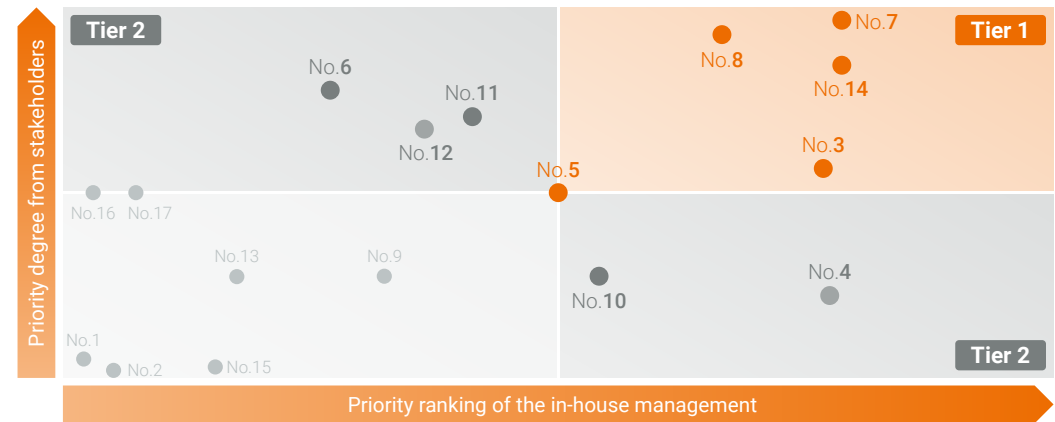 Priority degree from stakeholders
Tier 2
Tier 1
No.7
No.8
No.6
No.14
No.11
No.12
No.3
No.5
No.16
No.17
No.13
No.9
No.4
No.10
No.1
No.2
No.15
Tier 2
Priority ranking of the in-house management